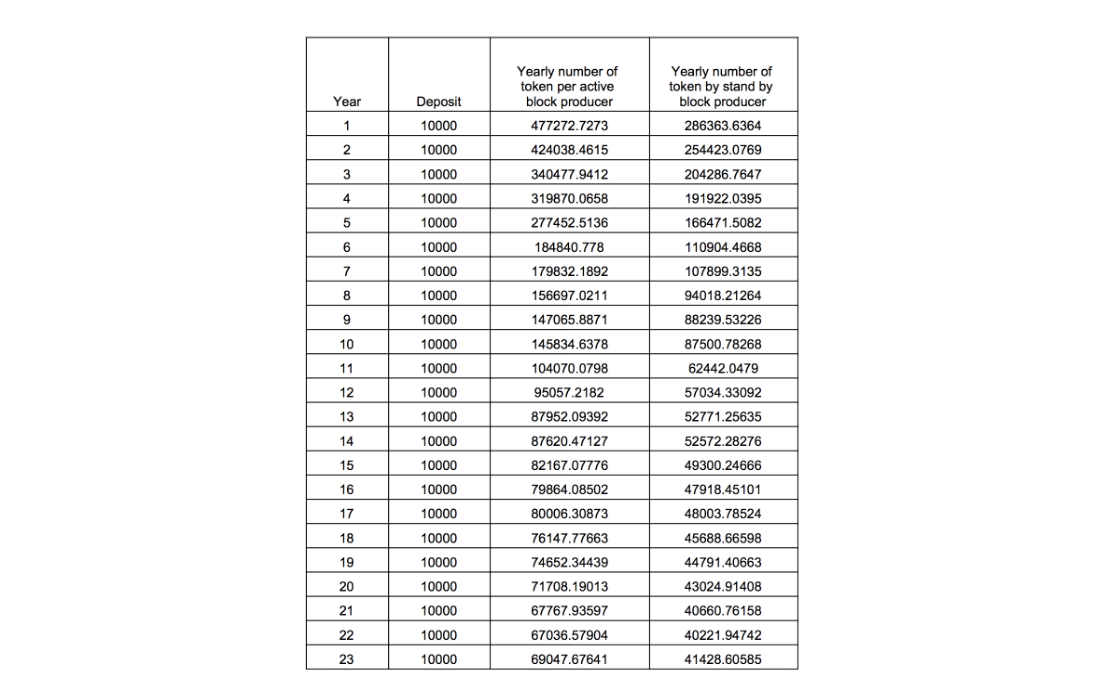 Year Deposit Yearly number of token per active block producer Yearly number of token by stand by block producer
1 10000 477272.7273 286363.6364
2 10000 424038.4615 254423.0769
3 10000 340477.9412 204286.7647
4 10000 319870.0658 191922.0395
5 10000 277452.5136 166471.5082
6 10000 184840.778 110904.4668
7 10000 179832.1892 107899.3135
8 10000 156697.0211 94018.21264
9 10000 147065.8871 88239.53226
10 10000 145834.6378 87500.78268
11 10000 104070.0798 62442.0479
12 10000 95057.2182 57034.33092
13 10000 87952.09392 52771.25635
14 10000 87620.47127 52572.28276
15 10000 82167.07776 49300.24666
16 10000 79864.08502 47918.45101
17 10000 80006.30873 48003.78524
18 10000 76147.77663 45688.66598
19 10000 74652.34439 44791.40663
20 10000 71708.19013 43024.91408
21 10000 67767.93597 40660.76158
22 10000 67036.57904 40221.94742
23 10000 69047.67641 41428.60585